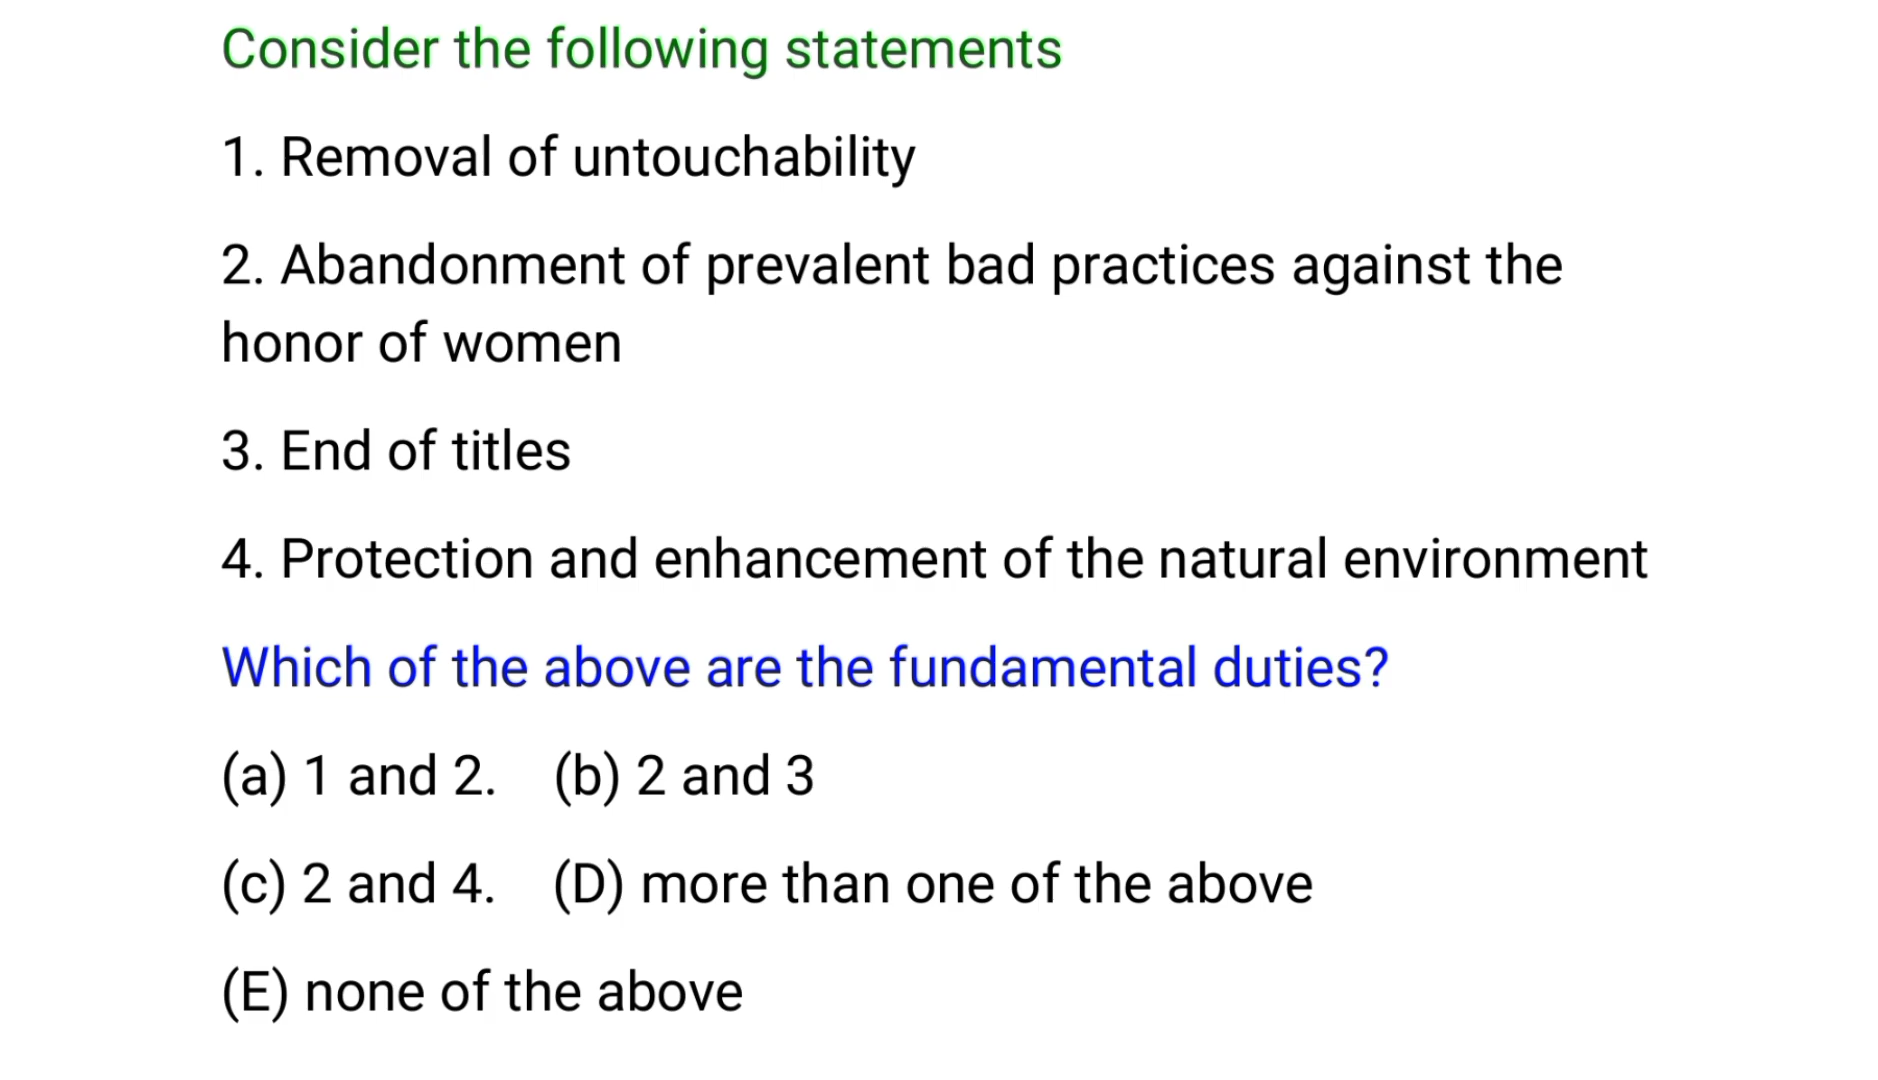 Consider the following statements
1. Removal of untouchability
2. Abandonment of prevalent bad practices against the
honor of women
3. End of titles
4. Protection and enhancement of the natural environment
Which of the above are the fundamental duties?
(a) 1 and 2. (b) 2 and 3
(c) 2 and 4. (D) more than one of the above
(E) none of the above